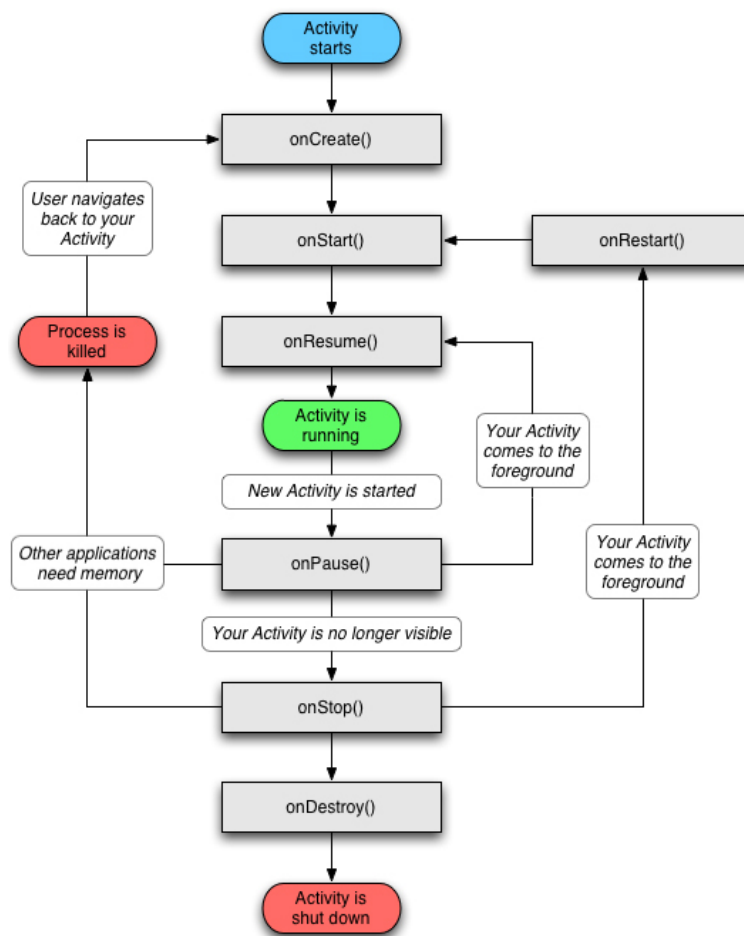 Activity
starts
onCreate()
User navigates
back to your
Activity
onStart()
onRestart()
Process is
killed
onResume()
Activity is
running
Your Activity
comes to the
foreground
New Activity is started
Other applications
need memory
onPause()
Your Activity
comes to the
foreground
Your Activity is no longer visible
onStop()
onDestroy()
Activity is
shut down